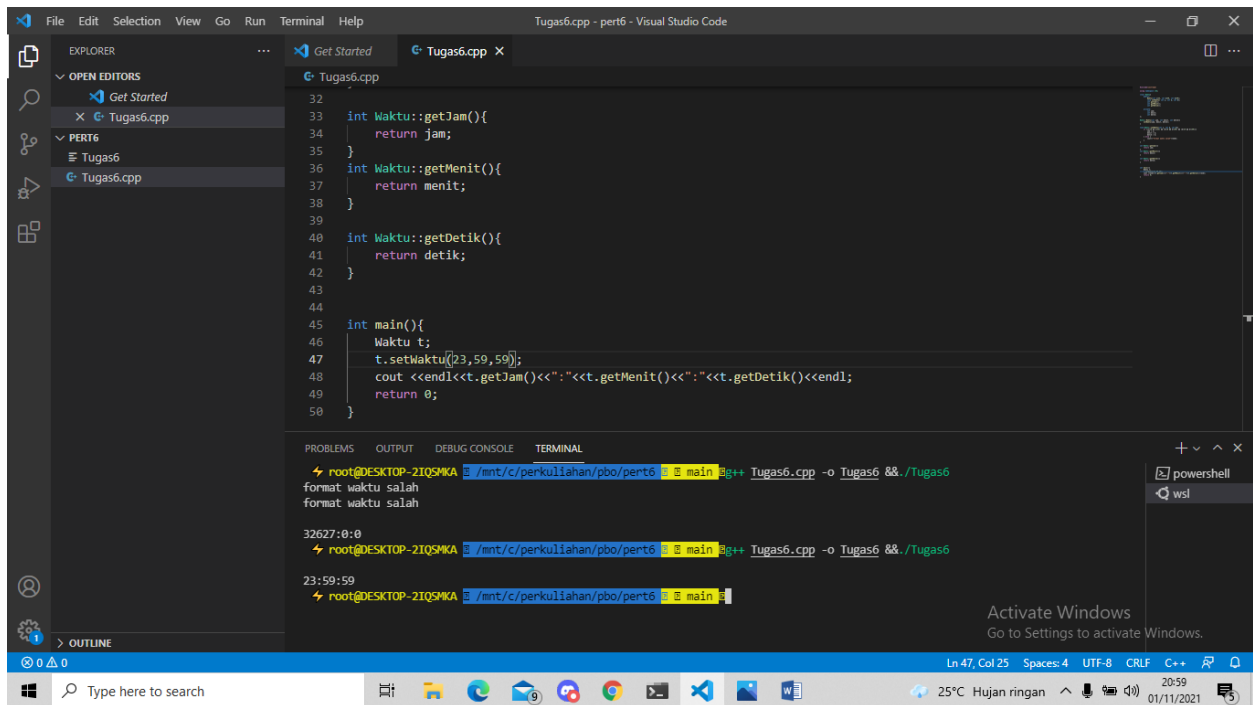 File Edit Selection View Go Run Terminal Help
Tugas6.cpp - pert6 - Visual Studio Code
EXPLORER
OPEN EDITORS
Get Started
Tugas6.cpp
PERT6
Tugas6
Tugas6.cpp
OUTLINE
Get Started
Tugas6.cpp
Tugas6.cpp
32
33 int Waktu::getJam(){
34 return jam;
35 }
36 int Waktu::getMenit(){
37 return menit;
38 }
39
40 int Waktu::getDetik(){
41 return detik;
42 }
43
44
45 int main(){
46 Waktu t;
47 t.setWaktu(23,59,59);
48 cout <<endl<<t.getJam()<<":"<<t.getMenit()<<":"<<t.getDetik()<<endl;
49 return 0;
50 }
PROBLEMS OUTPUT DEBUG CONSOLE TERMINAL
root@DESKTOP-2IQSMKA /mnt/c/perkuliahan/pbo/pert6 main g++ Tugas6.cpp -o Tugas6 &&./Tugas6
format waktu salah
format waktu salah
32627:0:0
root@DESKTOP-2IQSMKA /mnt/c/perkuliahan/pbo/pert6 main g++ Tugas6.cpp -o Tugas6 &&./Tugas6
23:59:59
root@DESKTOP-2IQSMKA /mnt/c/perkuliahan/pbo/pert6 main
powershell
wsl
Activate Windows
Go to Settings to activate Windows.
1
0 0
Ln 47, Col 25 Spaces: 4 UTF-8 CRLF C++
Type here to search
9
25°C Hujan ringan
20:59
01/11/2021
5